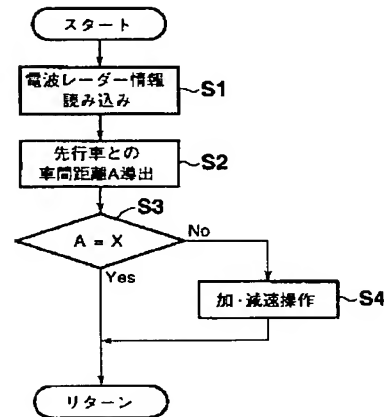 スタート
電波レーダー情報
読み込み
S1
先行車との
車間距離A導出
S2
S3
A = X
No
Yes
加・減速操作
S4
リターン